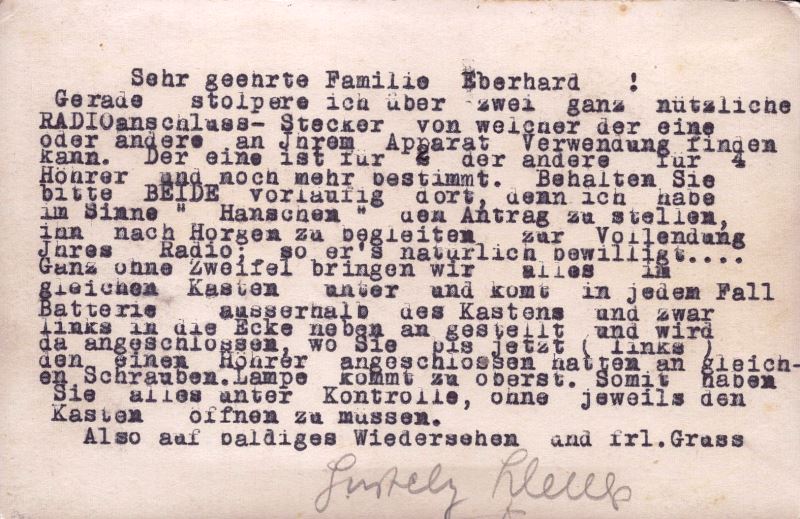 Sehr geehrte Familie Eberhard !
Gerade stolpere ich über zwei ganz nützliche
RADIOanschluss- Stecker von welcher der eine
oder andere an Jhrem Apparat Verwendung finden
kann. Der eine ist für 2 der andere für 4
Höhrer und noch mehr bestimmt. Behalten Sie
bitte BEIDE vorläufig dort, denn ich habe
im Sinne " Hanschen " den Antrag zu stellen,
ihn nach Horgen zu begleiten zur Vollendung
Jhres Radio; so er's natürlich bewilligt....
Ganz ohne Zweifel bringen wir alles im
gleichen Kasten unter und komt in jedem Fall
Batterie ausserhalb des Kastens und zwar
links in die Ecke neben an gestellt und wird
da angeschlossen, wo Sie bis jetzt ( links )
den einen Höhrer angeschlossen hatten an gleich-
en Schrauben.Lampe kommt zu oberst. Somit haben
Sie alles unter Kontrolle, ohne jeweils den
Kasten öffnen zu müssen.
Also auf baldiges Wiedersehen und frl.Gruss